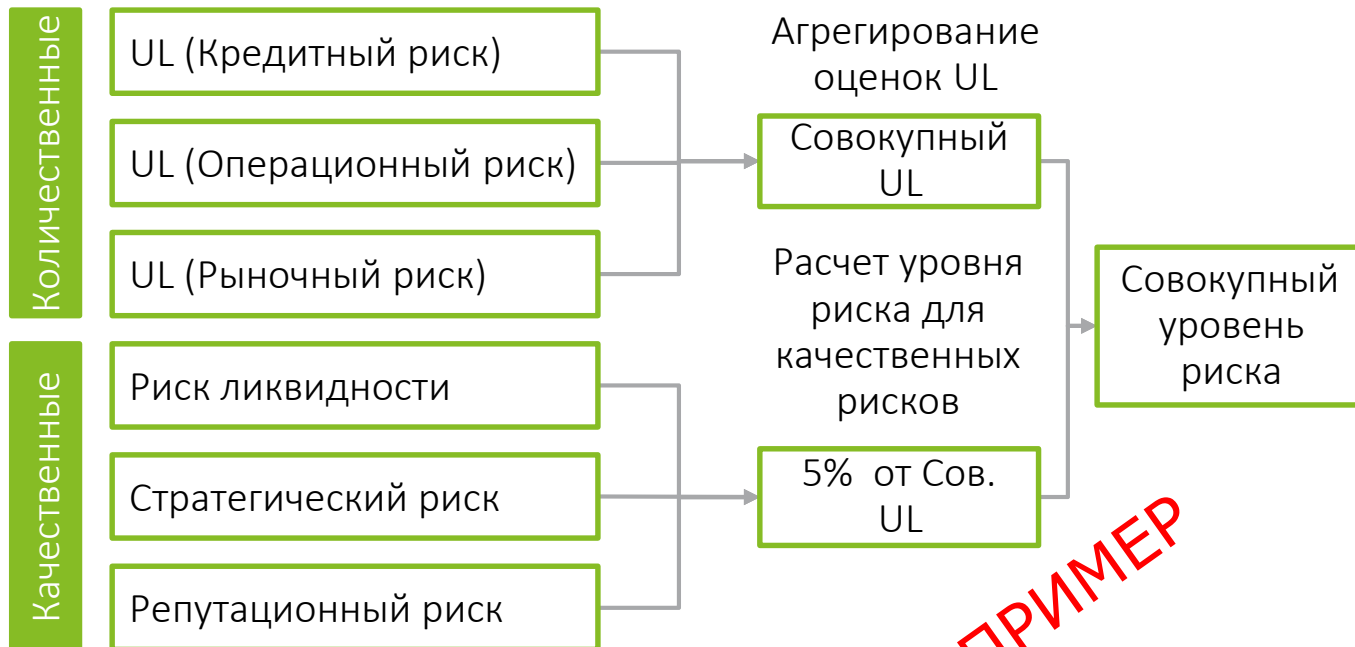 Количественные
UL (Кредитный риск)
UL (Операционный риск)
UL (Рыночный риск)
Качественные
Риск ликвидности
Стратегический риск
Репутационный риск
Агрегирование
оценок UL
Совокупный
UL
Расчет уровня
риска для
качественных
рисков
5% от Сов.
UL
Совокупный
уровень
риска
ПРИМЕР